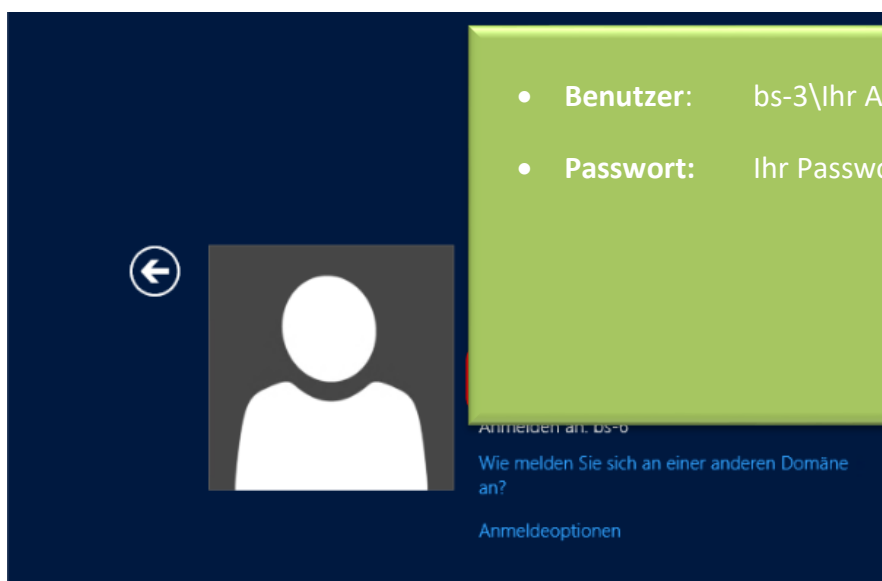 • Benutzer: bs-3\Ihr A
• Passwort: Ihr Passwo
Anmelden an: bs-6
Wie melden Sie sich an einer anderen Domäne
an?
Anmeldeoptionen